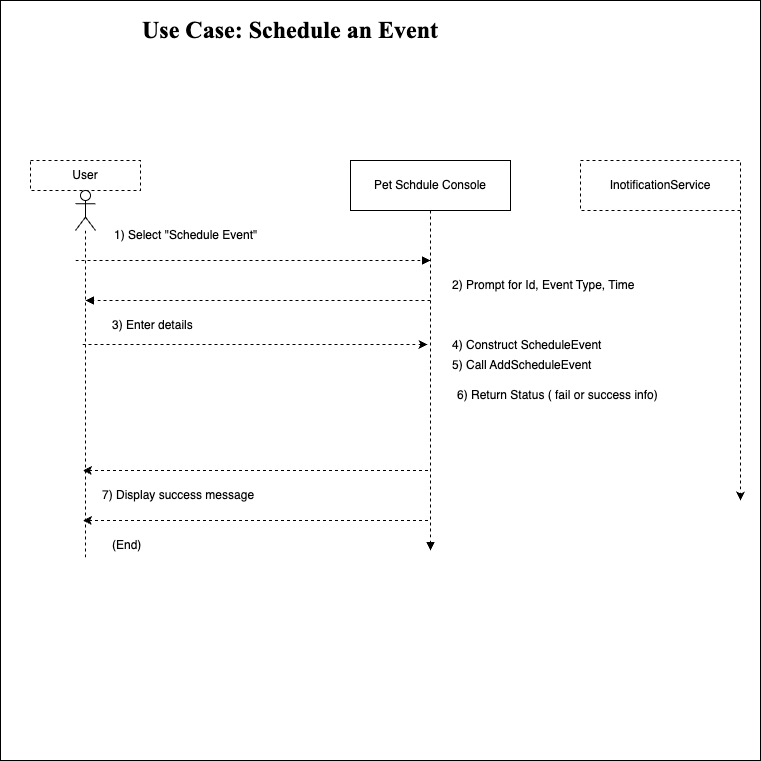 Use Case: Schedule an Event
User
Pet Schdule Console
InotificationService
1) Select "Schedule Event"
2) Prompt for Id, Event Type, Time
3) Enter details
4) Construct ScheduleEvent
5) Call AddScheduleEvent
6) Return Status ( fail or success info)
7) Display success message
(End)